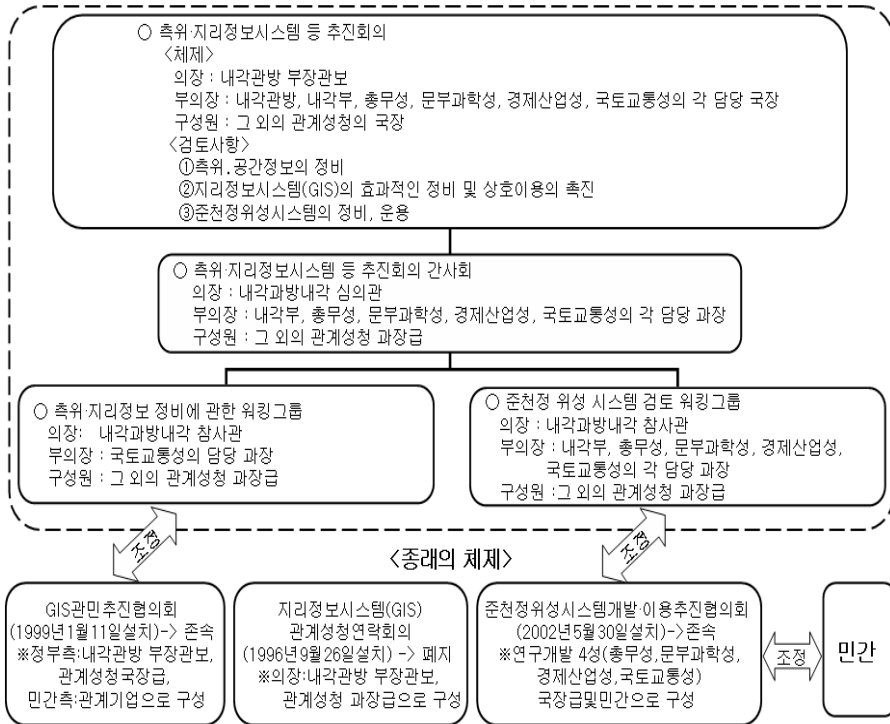 ○ 측위·지리정보시스템 등 추진회의
〈체제〉
의장 : 내각관방 부장관보
부의장 : 내각관방, 내각부, 총무성, 문부과학성, 경제산업성, 국토교통성의 각 담당 국장
구성원 : 그 외의 관계성청의 국장
〈검토사항〉
①측위.공간정보의 정비
②지리정보시스템(GIS)의 효과적인 정비 및 상호이용의 촉진
③준천정위성시스템의 정비, 운용
○ 측위·지리정보시스템 등 추진회의 간사회
의장 : 내각과방내각 심의관
부의장 : 내각부, 총무성, 문부과학성, 경제산업성, 국토교통성의 각 담당 과장
구성원 : 그 외의 관계성청 과장급
○ 측위·지리정보 정비에 관한 워킹그룹
의장: 내각과방내각 참사관
부의장 : 국토교통성의 담당 과장
구성원 : 그 외의 관계성청 과장급
○ 준천정 위성 시스템 검토 워킹그룹
의장 : 내각과방내각 참사관
부의장 : 내각부, 총무성, 문부과학성, 경제산업성,
국토교통성의 각 담당 과장
구성원 : 그 외의 관계성청 과장급
조정
조정
〈종래의 체제〉
GIS관민추진협의회
(1999년1월11일설치)-> 존속
※정부측:내각관방 부장관보,
관계성청국장급,
민간측:관계기업으로 구성
지리정보시스템(GIS)
관계성청연락회의
(1996년9월26일설치) -> 폐지
※의장:내각관방 부장관보,
관계성청 과장급으로 구성
준천정위성시스템개발·이용추진협의회
(2002년5월30일설치)->존속
※연구개발 4성(총무성,문부과학성,
경제산업성,국토교통성)
국장급및민간으로 구성
조정
민간